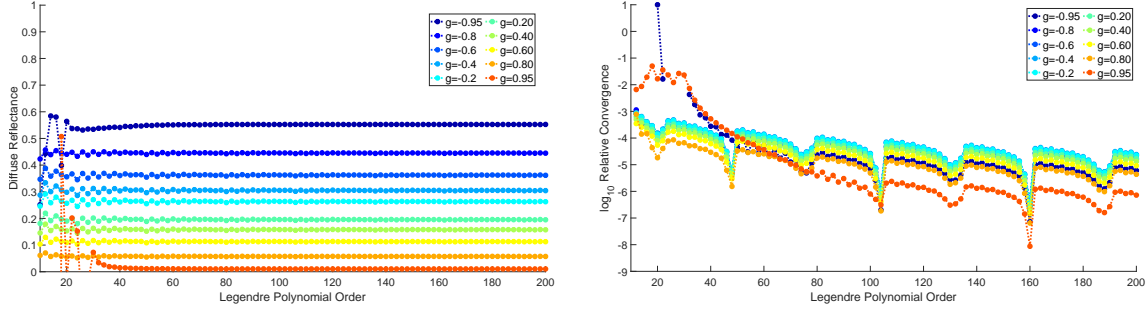 1
0.9
0.8
0.7
0.6
0.5
0.4
0.3
0.2
0.1
0
20 40 60 80 100 120 140 160 180 200
Legendre Polynomial Order
Diffuse Reflectance
g=-0.95 g=0.20
g=-0.8 g=0.40
g=-0.6 g=0.60
g=-0.4 g=0.80
g=-0.2 g=0.95
1
0
-1
-2
-3
-4
-5
-6
-7
-8
-9
20 40 60 80 100 120 140 160 180 200
Legendre Polynomial Order
log10 Relative Convergence
g=-0.95 g=0.20
g=-0.8 g=0.40
g=-0.6 g=0.60
g=-0.4 g=0.80
g=-0.2 g=0.95